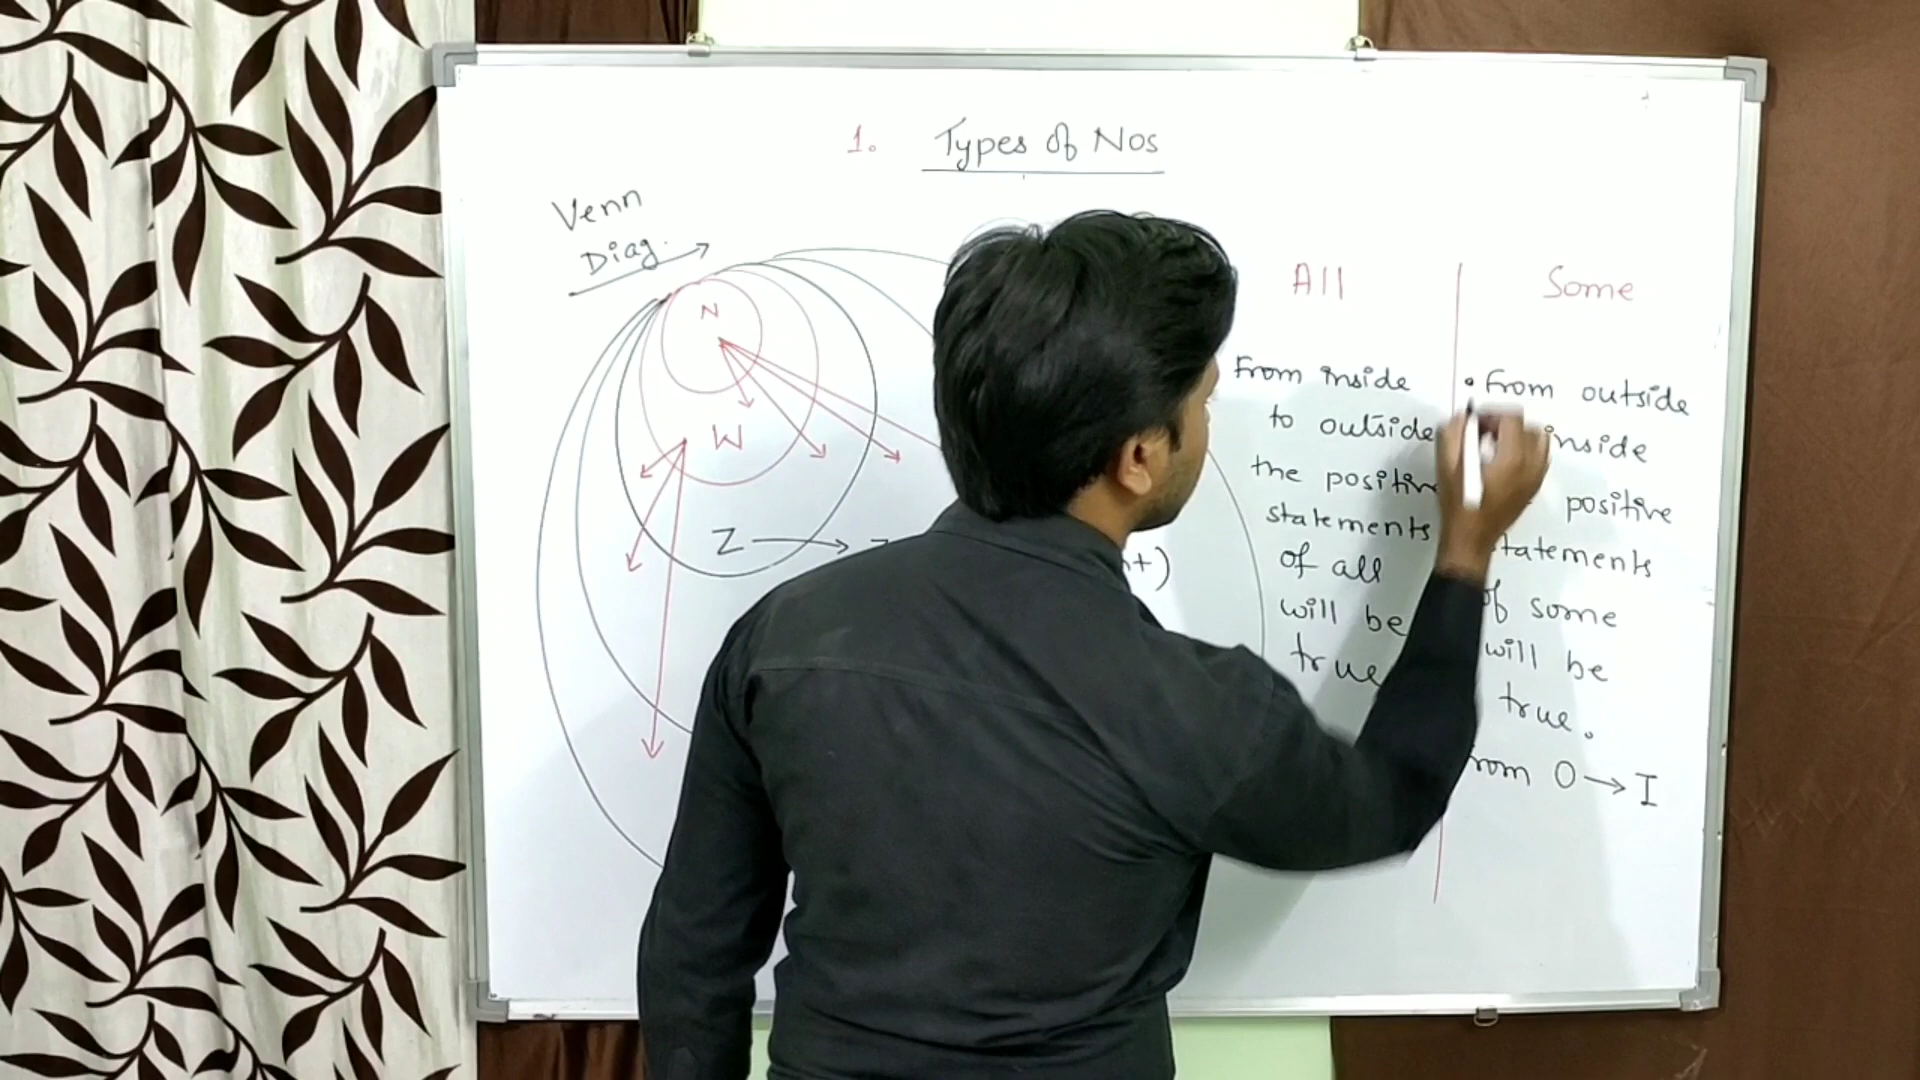 1. Types of Nos
Venn
Diag.
N
W
Z
+)
All
From inside
to outside
the positive
statements
of all
will be
true
Some
• From outside
inside
positive
statements
of some
will be
true.
From O → I